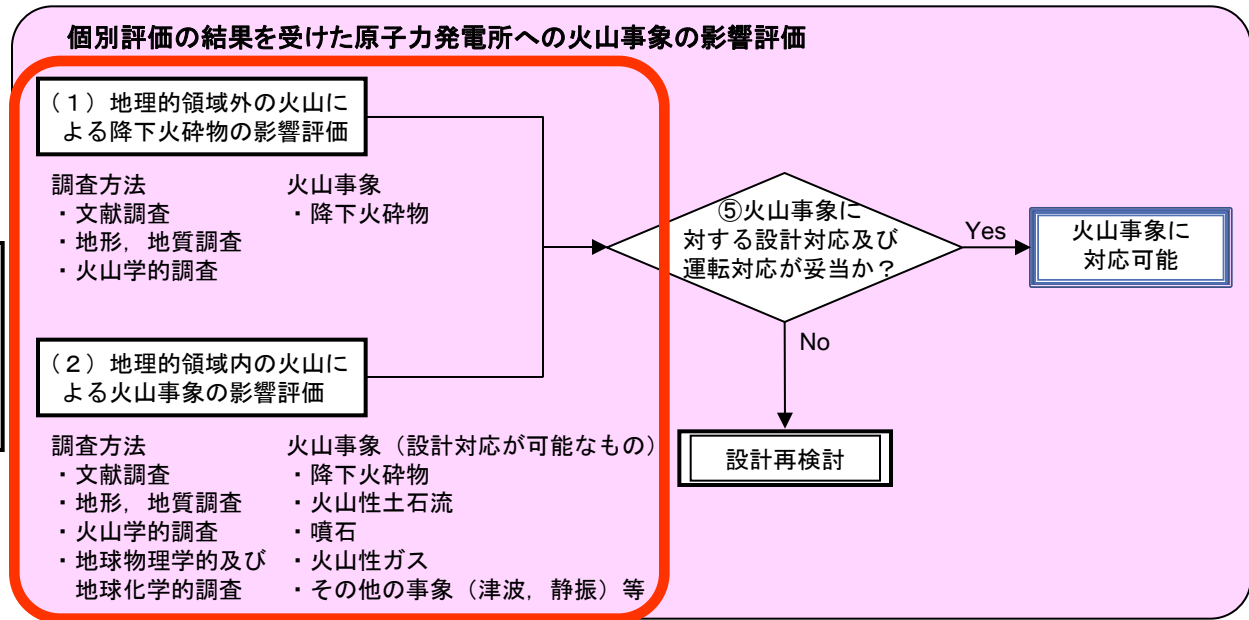 個別評価の結果を受けた原子力発電所への火山事象の影響評価
（１）地理的領域外の火山に
よる降下火砕物の影響評価
調査方法
・文献調査
・地形，地質調査
・火山学的調査
火山事象
・降下火砕物
（２）地理的領域内の火山に
よる火山事象の影響評価
調査方法
・文献調査
・地形，地質調査
・火山学的調査
・地球物理学的及び
地球化学的調査
火山事象（設計対応が可能なもの）
・降下火砕物
・火山性土石流
・噴石
・火山性ガス
・その他の事象（津波，静振）等
⑤火山事象に
対する設計対応及び
運転対応が妥当か？
Yes
火山事象に
対応可能
No
設計再検討